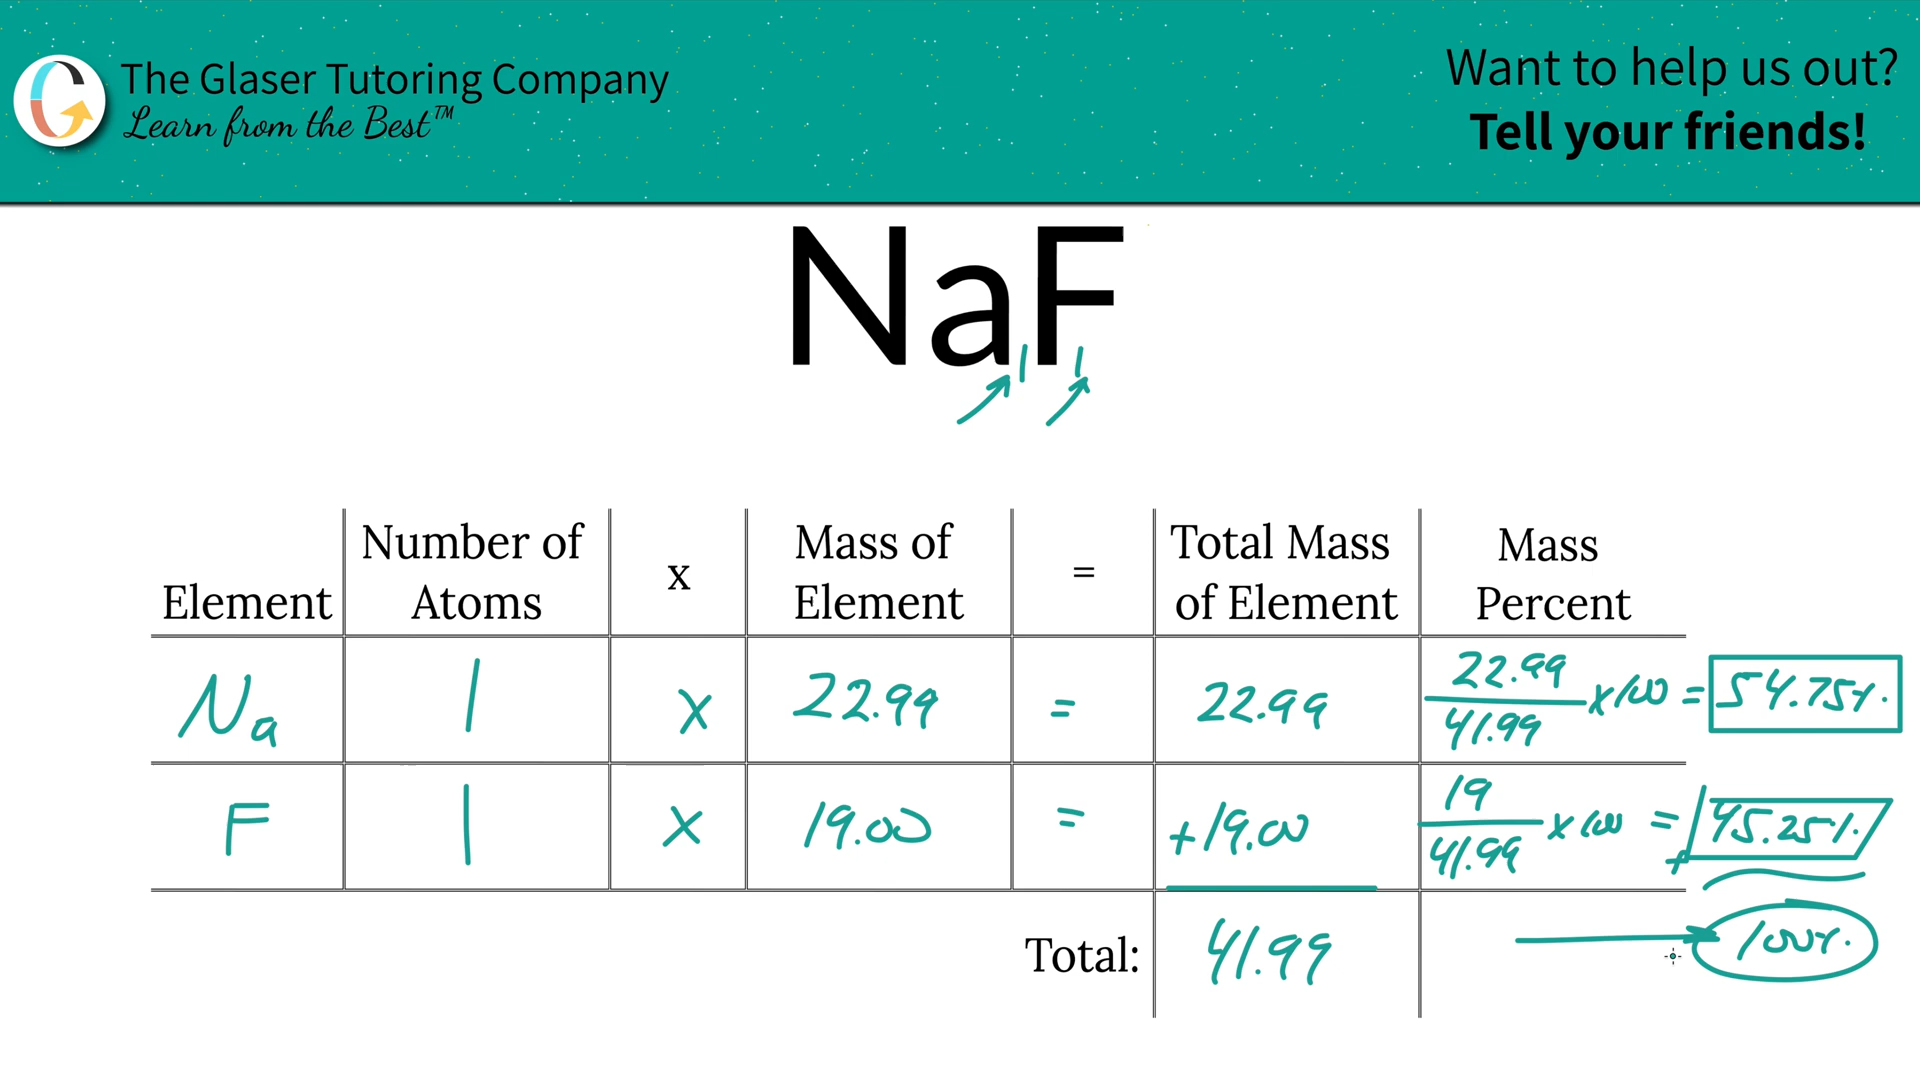 The Glaser Tutoring Company
Learn from the Best™
Want to help us out?
Tell your friends!
NaF
1 1
Element
Number of
Atoms
x
Mass of
Element
=
Total Mass
of Element
Mass
Percent
Na 1 x 22.99 = 22.99 22.99/41.99 x 100 = 54.75%
F 1 x 19.00 = +19.00 19/41.99 x 100 = 45.25%
+
Total: 41.99 100%